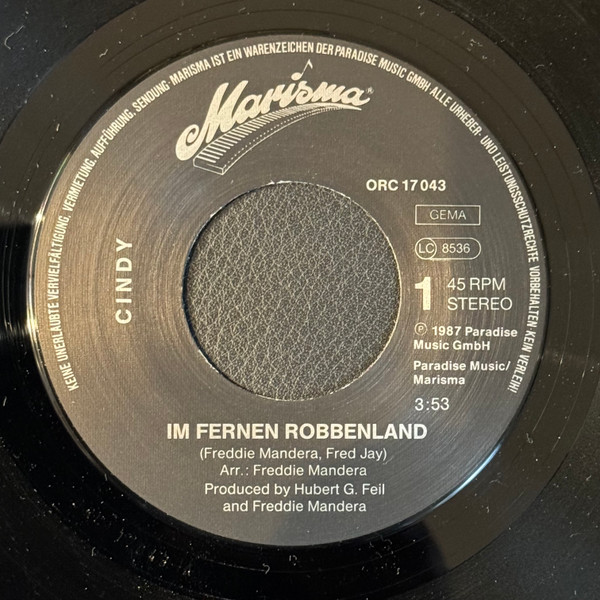 KEINE UNERLAUBTE VERVIELFÄLTIGUNG, VERMIETUNG, AUFFÜHRUNG, SENDUNG· MARISMA IST EIN WARENZEICHEN DER PARADISE MUSIC GMBH ALLE URHEBER- UND LEISTUNGSSCHUTZRECHTE VORBEHALTEN KEIN VERLEIH!
Marisma®
ORC 17 043
GEMA
LC 8536
CINDY
1
45 RPM
STEREO
Ⓟ 1987 Paradise
Music GmbH
Paradise Music/
Marisma
3:53
IM FERNEN ROBBENLAND
(Freddie Mandera, Fred Jay)
Arr.: Freddie Mandera
Produced by Hubert G. Feil
and Freddie Mandera